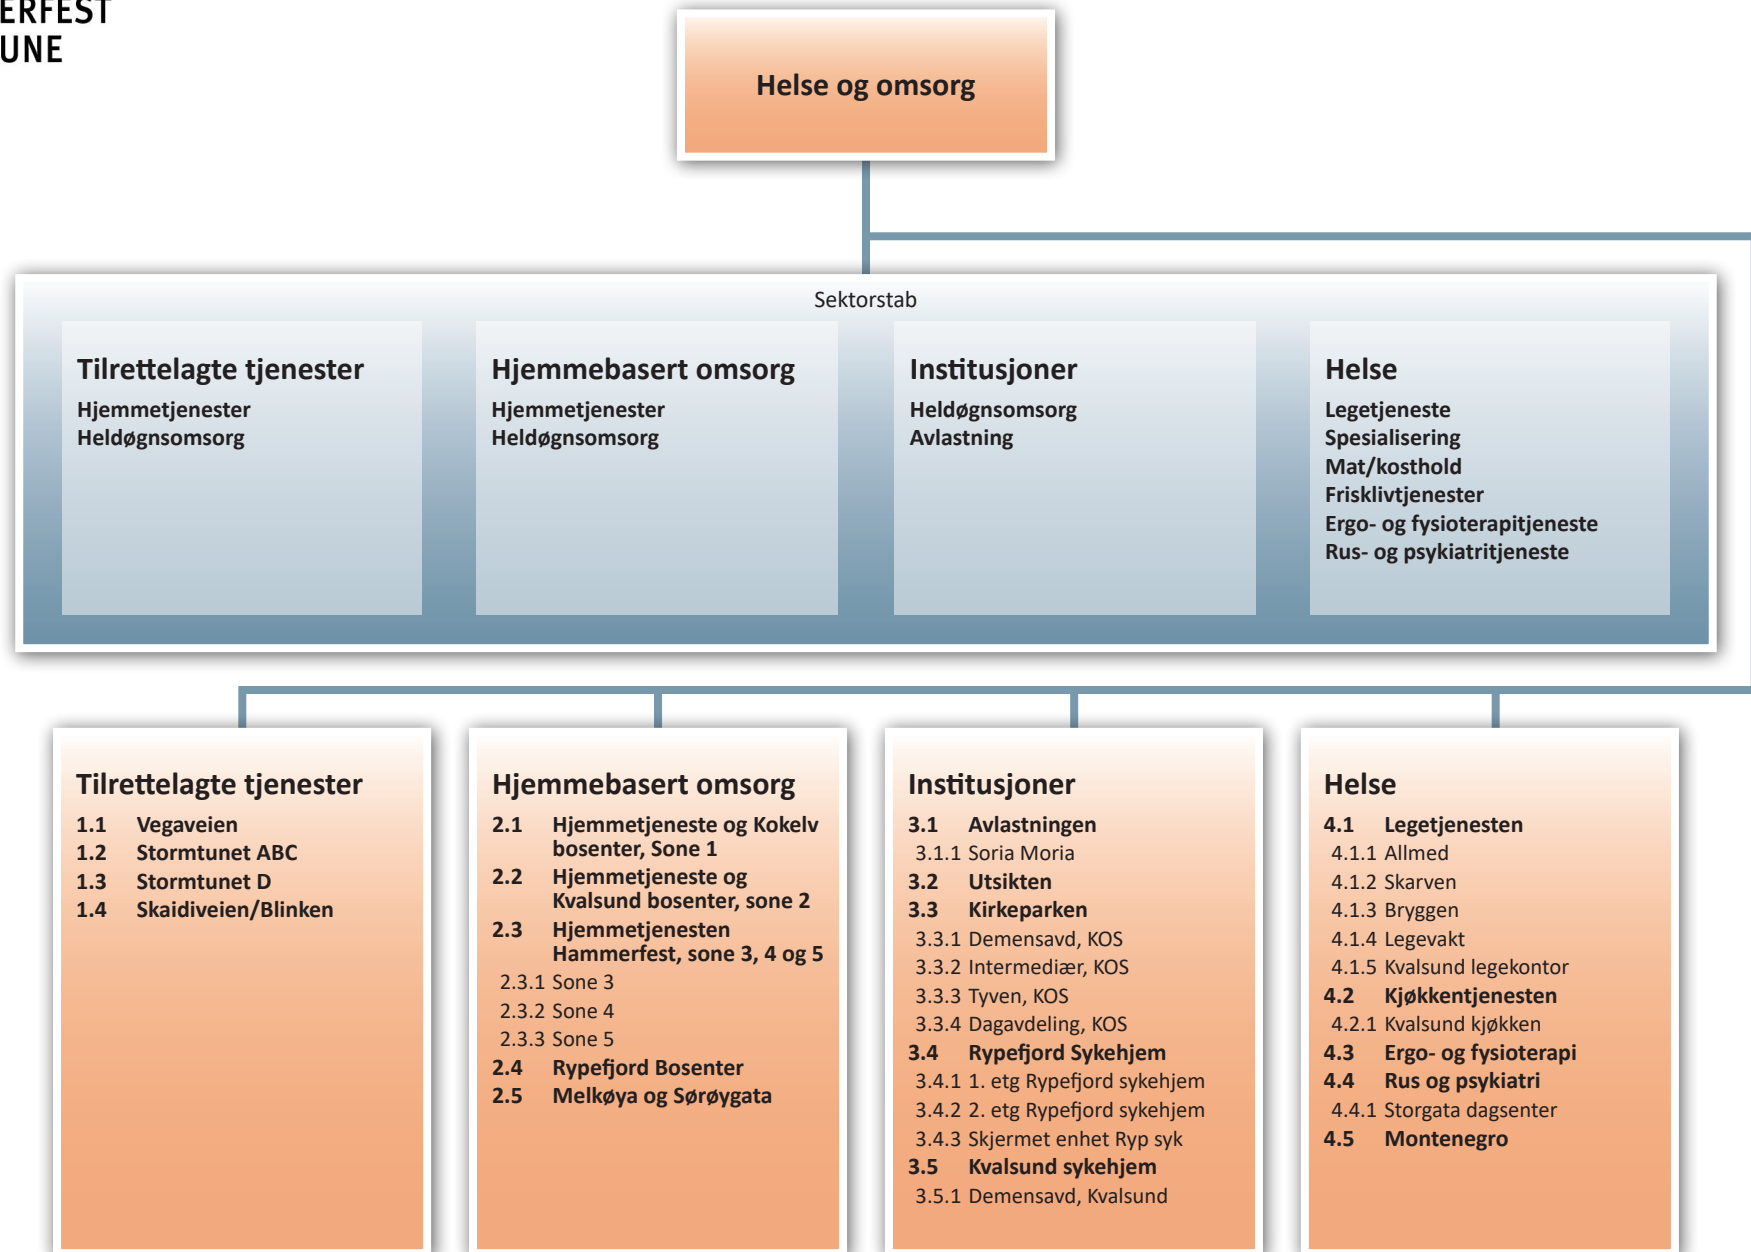 ERFEST
UNE
Helse og omsorg
Sektorstab
Tilrettelagte tjenester
Hjemmetjenester
Heldøgnsomsorg
Hjemmebasert omsorg
Hjemmetjenester
Heldøgnsomsorg
Institusjoner
Heldøgnsomsorg
Avlastning
Helse
Legetjeneste
Spesialisering
Mat/kosthold
Frisklivtjenester
Ergo- og fysioterapitjeneste
Rus- og psykiatritjeneste
Tilrettelagte tjenester
1.1 Vegaveien
1.2 Stormtunet ABC
1.3 Stormtunet D
1.4 Skaidiveien/Blinken
Hjemmebasert omsorg
2.1 Hjemmetjeneste og Kokelv
bosenter, Sone 1
2.2 Hjemmetjeneste og
Kvalsund bosenter, sone 2
2.3 Hjemmetjenesten
Hammerfest, sone 3, 4 og 5
2.3.1 Sone 3
2.3.2 Sone 4
2.3.3 Sone 5
2.4 Rypefjord Bosenter
2.5 Melkøya og Sørøygata
Institusjoner
3.1 Avlastningen
3.1.1 Soria Moria
3.2 Utsikten
3.3 Kirkeparken
3.3.1 Demensavd, KOS
3.3.2 Intermediær, KOS
3.3.3 Tyven, KOS
3.3.4 Dagavdeling, KOS
3.4 Rypefjord Sykehjem
3.4.1 1. etg Rypefjord sykehjem
3.4.2 2. etg Rypefjord sykehjem
3.4.3 Skjermet enhet Ryp syk
3.5 Kvalsund sykehjem
3.5.1 Demensavd, Kvalsund
Helse
4.1 Legetjenesten
4.1.1 Allmed
4.1.2 Skarven
4.1.3 Bryggen
4.1.4 Legevakt
4.1.5 Kvalsund legekontor
4.2 Kjøkkentjenesten
4.2.1 Kvalsund kjøkken
4.3 Ergo- og fysioterapi
4.4 Rus og psykiatri
4.4.1 Storgata dagsenter
4.5 Montenegro